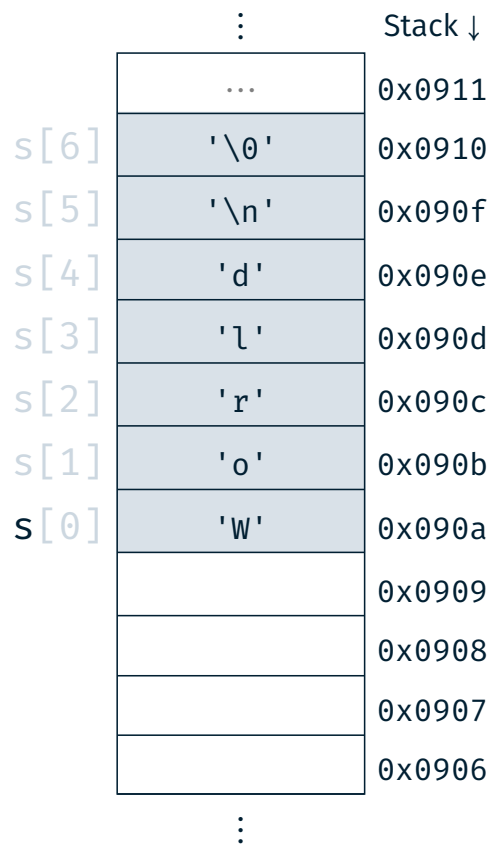 ⋮ Stack ↓
... 0x0911
s[6] '\0' 0x0910
s[5] '\n' 0x090f
s[4] 'd' 0x090e
s[3] 'l' 0x090d
s[2] 'r' 0x090c
s[1] 'o' 0x090b
s[0] 'W' 0x090a
0x0909
0x0908
0x0907
0x0906
⋮